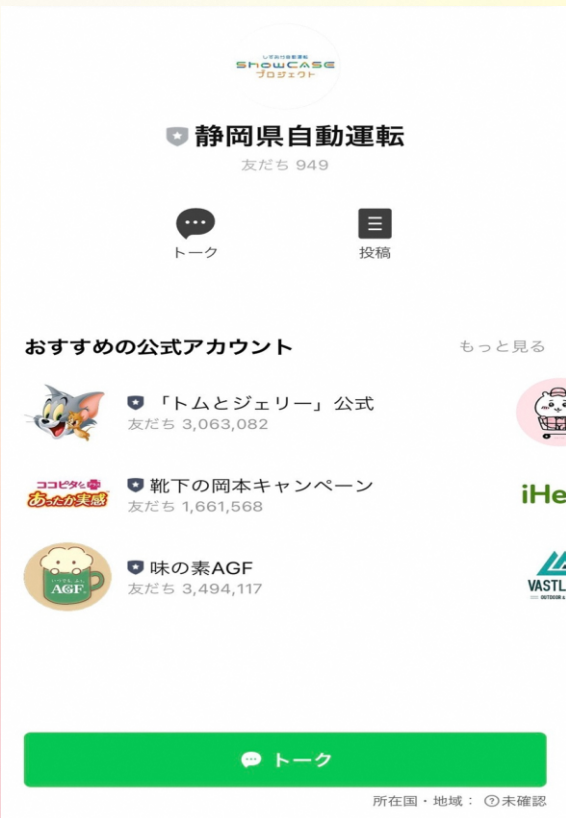 しずおか自動運転
ShowCASE
プロジェクト
静岡県自動運転
友だち 949
トーク
投稿
おすすめの公式アカウント
もっと見る
「トムとジェリー」公式
友だち 3,063,082
ココピタと
あったか実感
靴下の岡本キャンペーン
友だち 1,661,568
iHe
AGF
味の素AGF
友だち 3,494,117
VASTL
トーク
所在国・地域： ?未確認